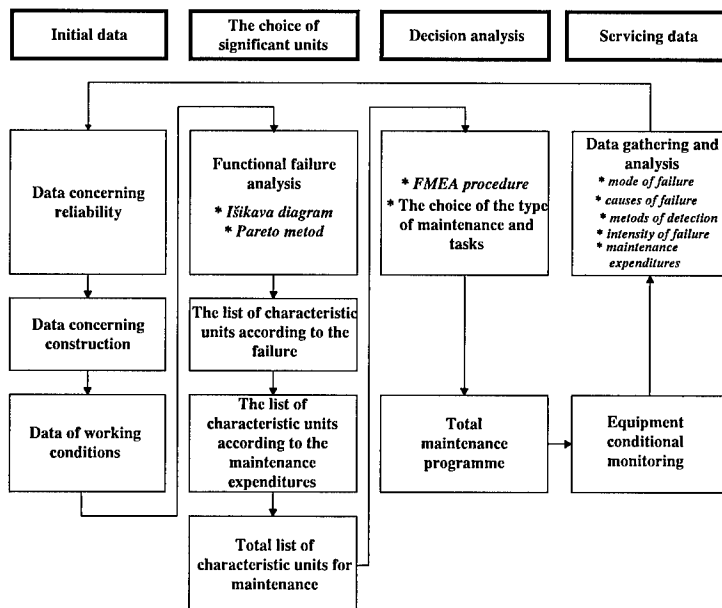 Initial data
The choice of
significant units
Decision analysis
Servicing data
Data concerning
reliability
Data concerning
construction
Data of working
conditions
Functional failure
analysis
* Išikava diagram
* Pareto metod
The list of characteristic
units according to the
failure
The list of
characteristic units
according to the
maintenance
expenditures
Total list of
characteristic units for
maintenance
* FMEA procedure
* The choice of the type
of maintenance and
tasks
Total
maintenance
programme
Data gathering and
analysis
* mode of failure
* causes of failure
* metods of detection
* intensity of failure
* maintenance
expenditures
Equipment
conditional
monitoring